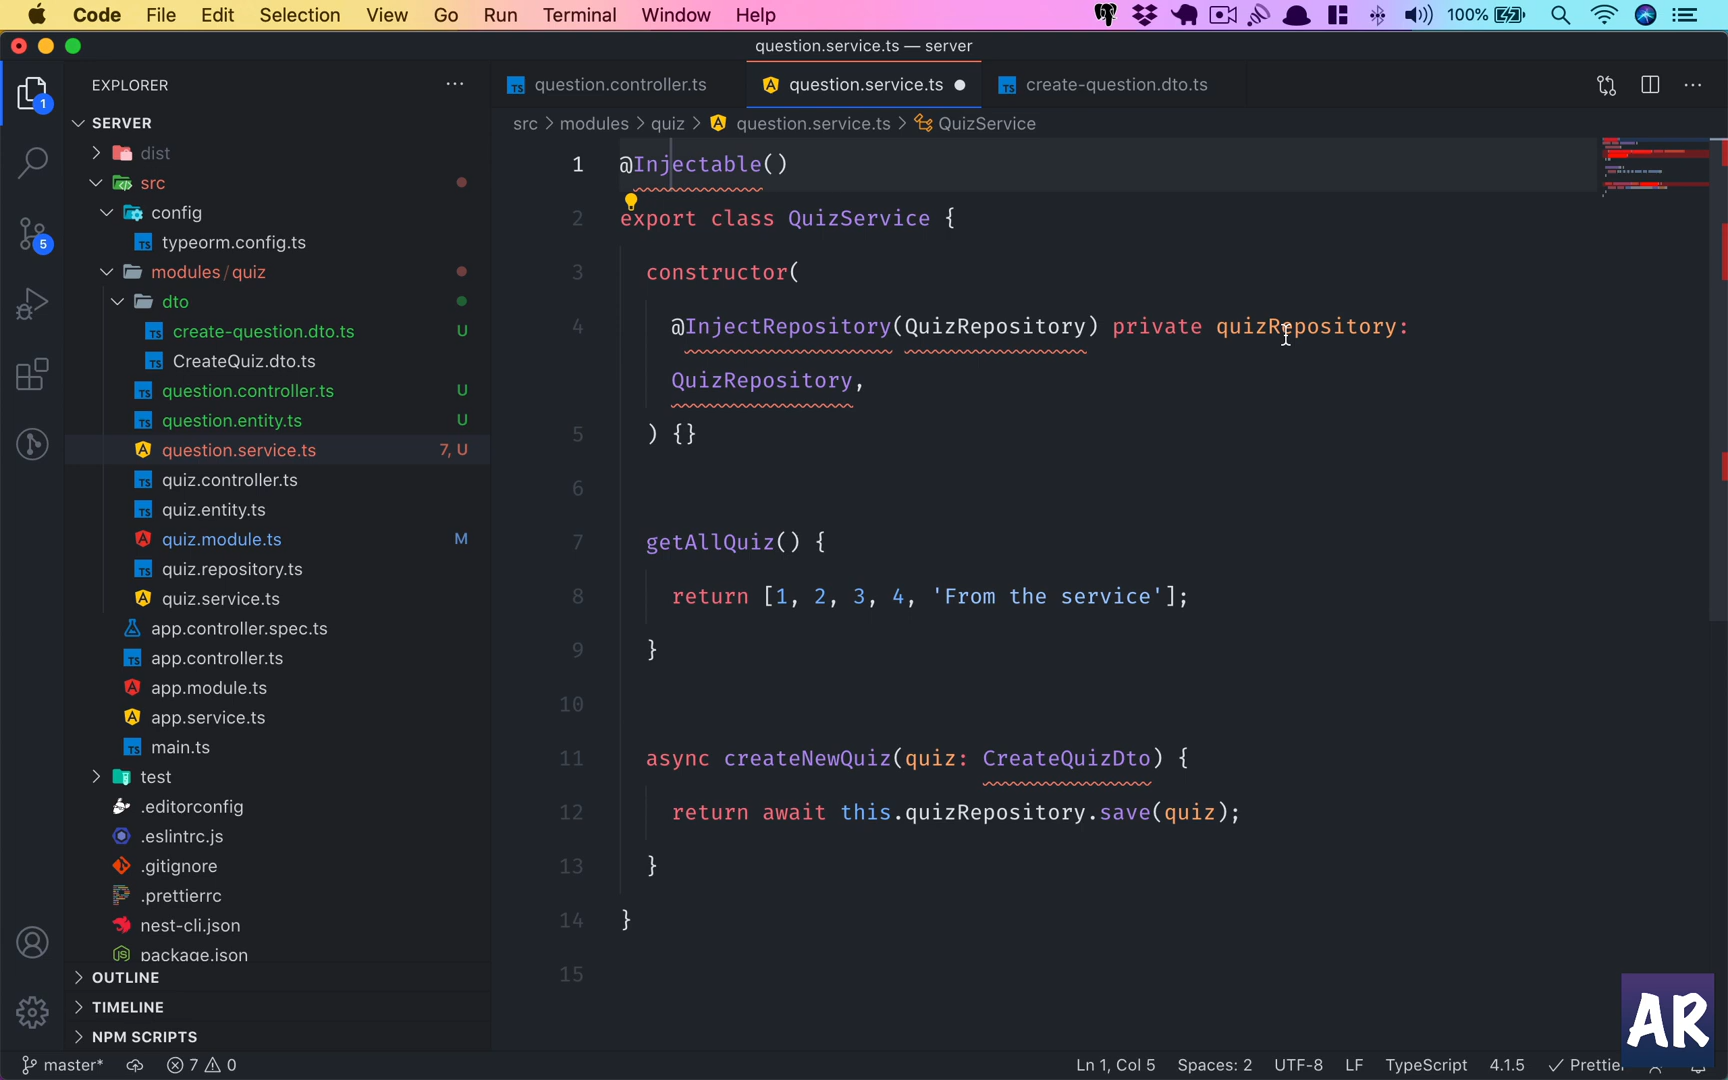 Code File Edit Selection View Go Run Terminal Window Help 100%
question.service.ts — server
EXPLORER
SERVER
dist
src
config
typeorm.config.ts
modules / quiz
dto
create-question.dto.ts U
CreateQuiz.dto.ts
question.controller.ts U
question.entity.ts U
question.service.ts 7, U
quiz.controller.ts
quiz.entity.ts
quiz.module.ts M
quiz.repository.ts
quiz.service.ts
app.controller.spec.ts
app.controller.ts
app.module.ts
app.service.ts
main.ts
test
.editorconfig
.eslintrc.js
.gitignore
.prettierrc
nest-cli.json
package.json
OUTLINE
TIMELINE
NPM SCRIPTS
1
5
TS question.controller.ts question.service.ts TS create-question.dto.ts
src > modules > quiz > question.service.ts > QuizService
1 @Injectable()
2 export class QuizService {
3 constructor(
4 @InjectRepository(QuizRepository) private quizRepository:
QuizRepository,
5 ) {}
6
7 getAllQuiz() {
8 return [1, 2, 3, 4, 'From the service'];
9 }
10
11 async createNewQuiz(quiz: CreateQuizDto) {
12 return await this.quizRepository.save(quiz);
13 }
14 }
15
AR
master* 7 0 Ln 1, Col 5 Spaces: 2 UTF-8 LF TypeScript 4.1.5